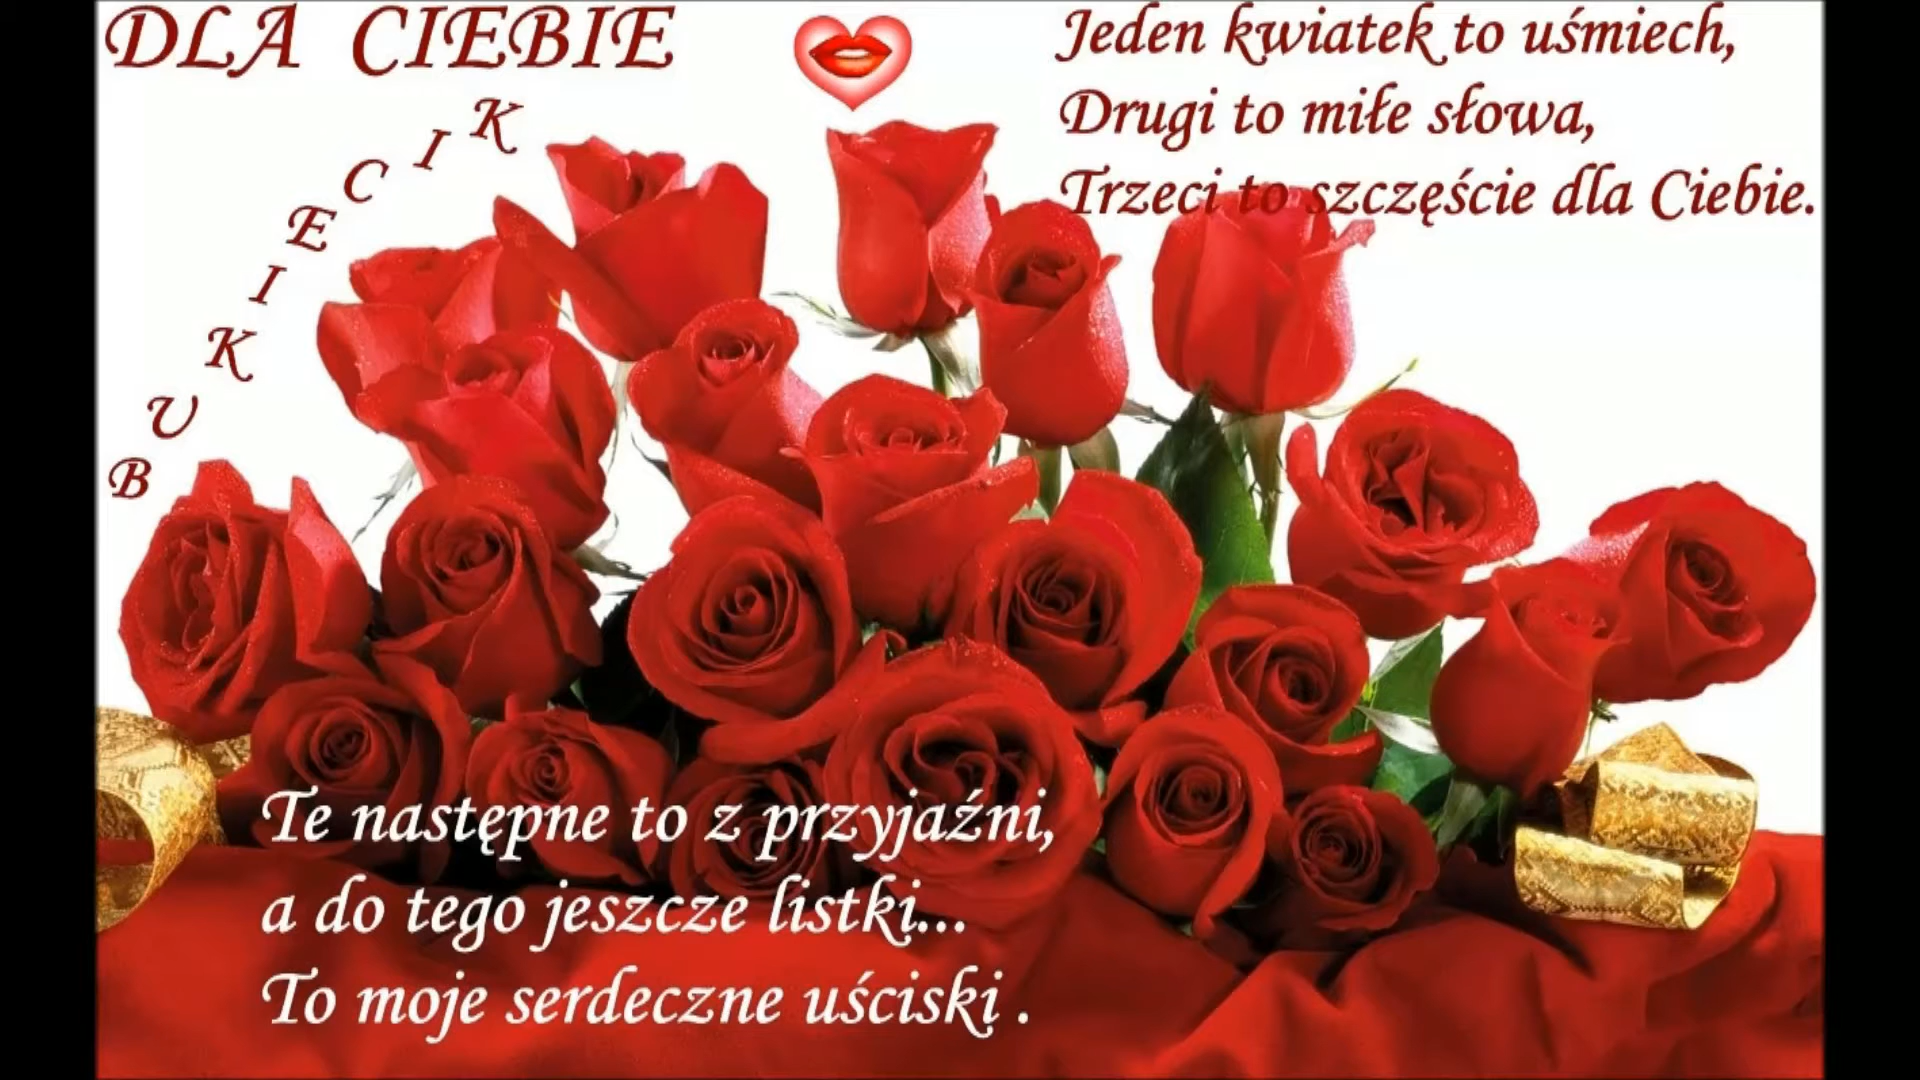 DLA CIEBIE
BUKIECIK
Jeden kwiatek to uśmiech,
Drugi to miłe słowa,
Trzeci to szczęście dla Ciebie.
Te następne to z przyjaźni,
a do tego jeszcze listki...
To moje serdeczne uściski .